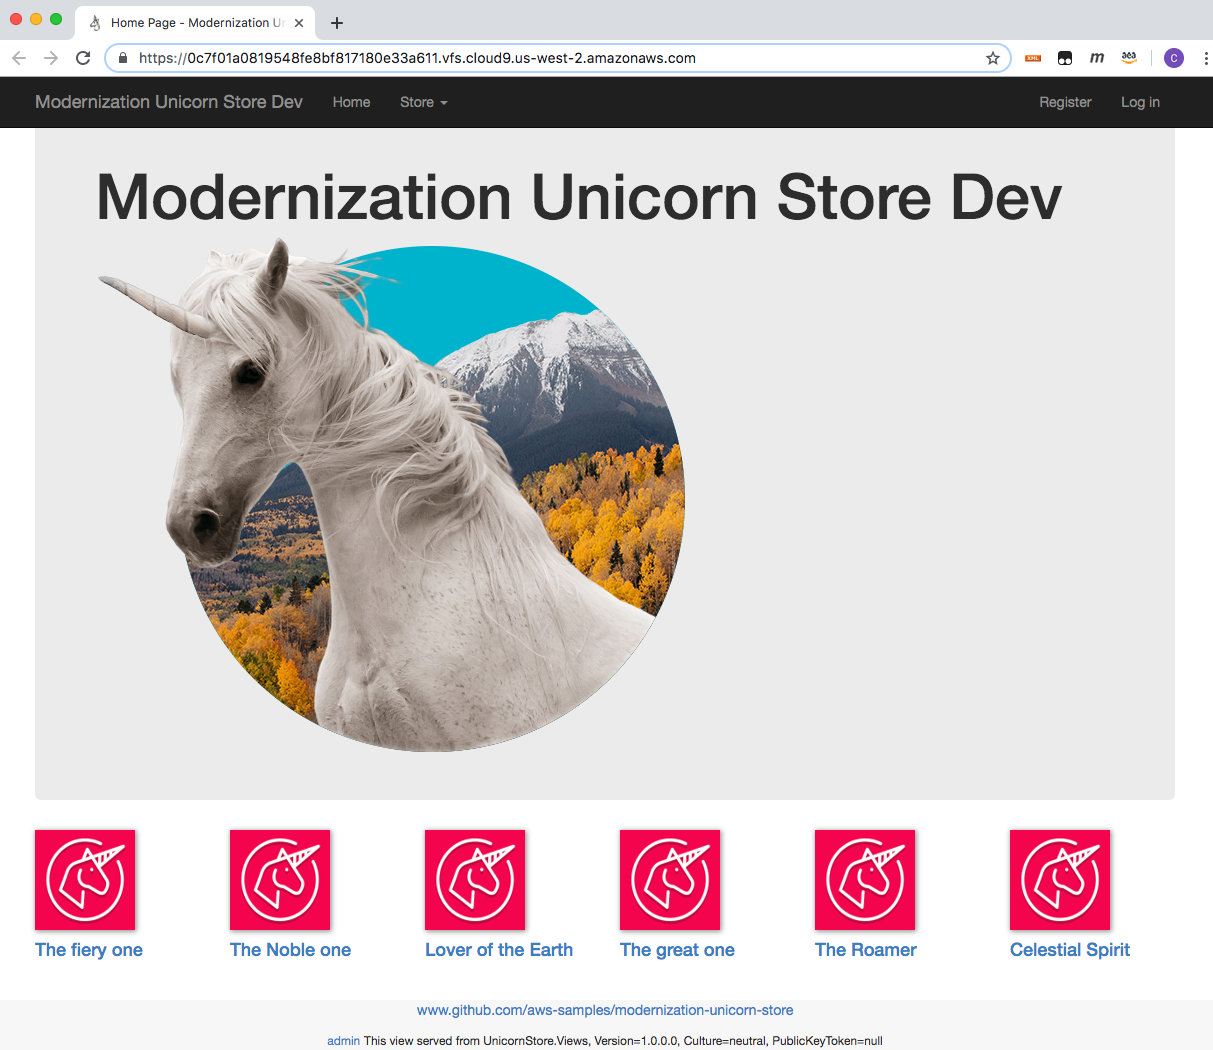 Home Page - Modernization Un
https://0c7f01a0819548fe8bf817180e33a611.vfs.cloud9.us-west-2.amazonaws.com
XML
m
aea
C
Modernization Unicorn Store Dev Home Store Register Log in
Modernization Unicorn Store Dev
The fiery one
The Noble one
Lover of the Earth
The great one
The Roamer
Celestial Spirit
www.github.com/aws-samples/modernization-unicorn-store
admin This view served from UnicornStore.Views, Version=1.0.0.0, Culture=neutral, PublicKeyToken=null